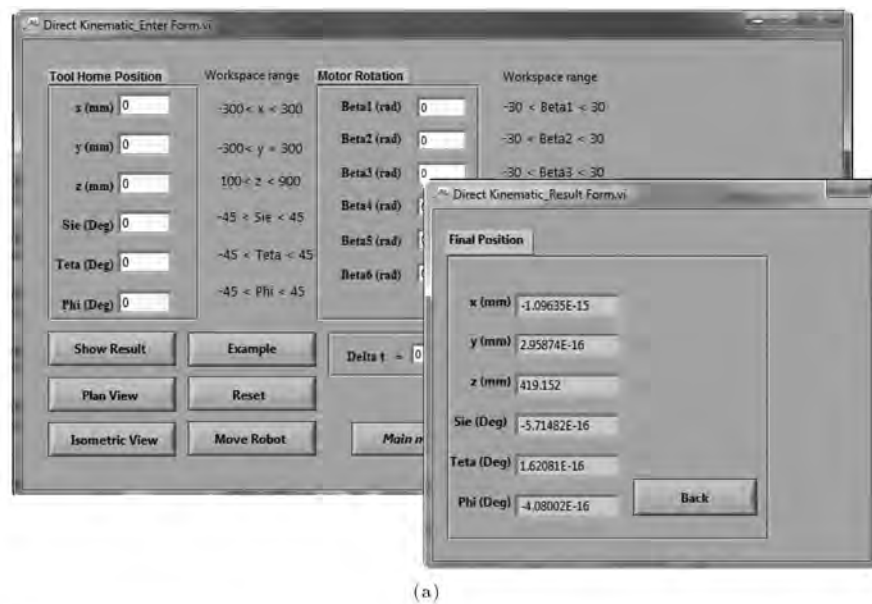 Direct Kinematic_Enter Form.vi
Tool Home Position Workspace range Motor Rotation Workspace range
x (mm) 0 -300< x < 300 Beta1 (rad) 0 -30 < Beta1 < 30
y (mm) 0 -300< y = 300 Beta2 (rad) 0 -30 < Beta2 < 30
z (mm) 0 100< z < 900 Beta3 (rad) 0 -30 < Beta3 < 30
Sie (Deg) 0 -45 < Sie < 45 Beta4 (rad)
Teta (Deg) 0 -45 < Teta < 45 Beta5 (rad)
Phi (Deg) 0 -45 < Phi < 45 Beta6 (rad)
Show Result Example Delta t = 0
Plan View Reset
Isometric View Move Robot Main
Direct Kinematic_Result Form.vi
Final Position
x (mm) -1.09635E-15
y (mm) 2.95874E-16
z (mm) 419.152
Sie (Deg) -5.71482E-16
Teta (Deg) 1.62081E-16
Phi (Deg) -4.08002E-16
Back
(a)